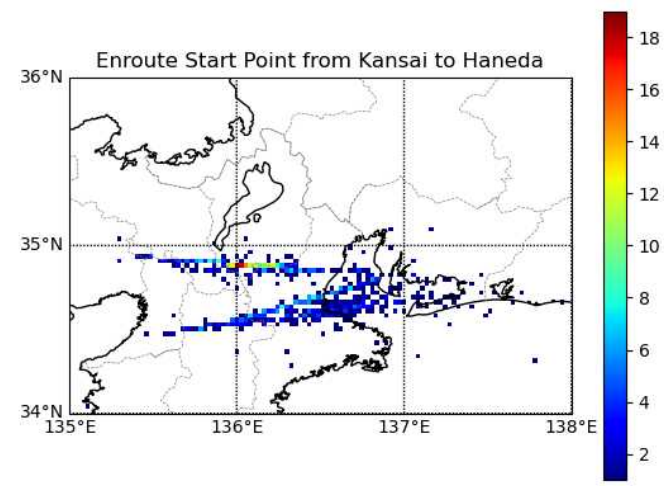 Enroute Start Point from Kansai to Haneda
36°N
35°N
34°N
135°E
136°E
137°E
138°E
18
16
14
12
10
8
6
4
2